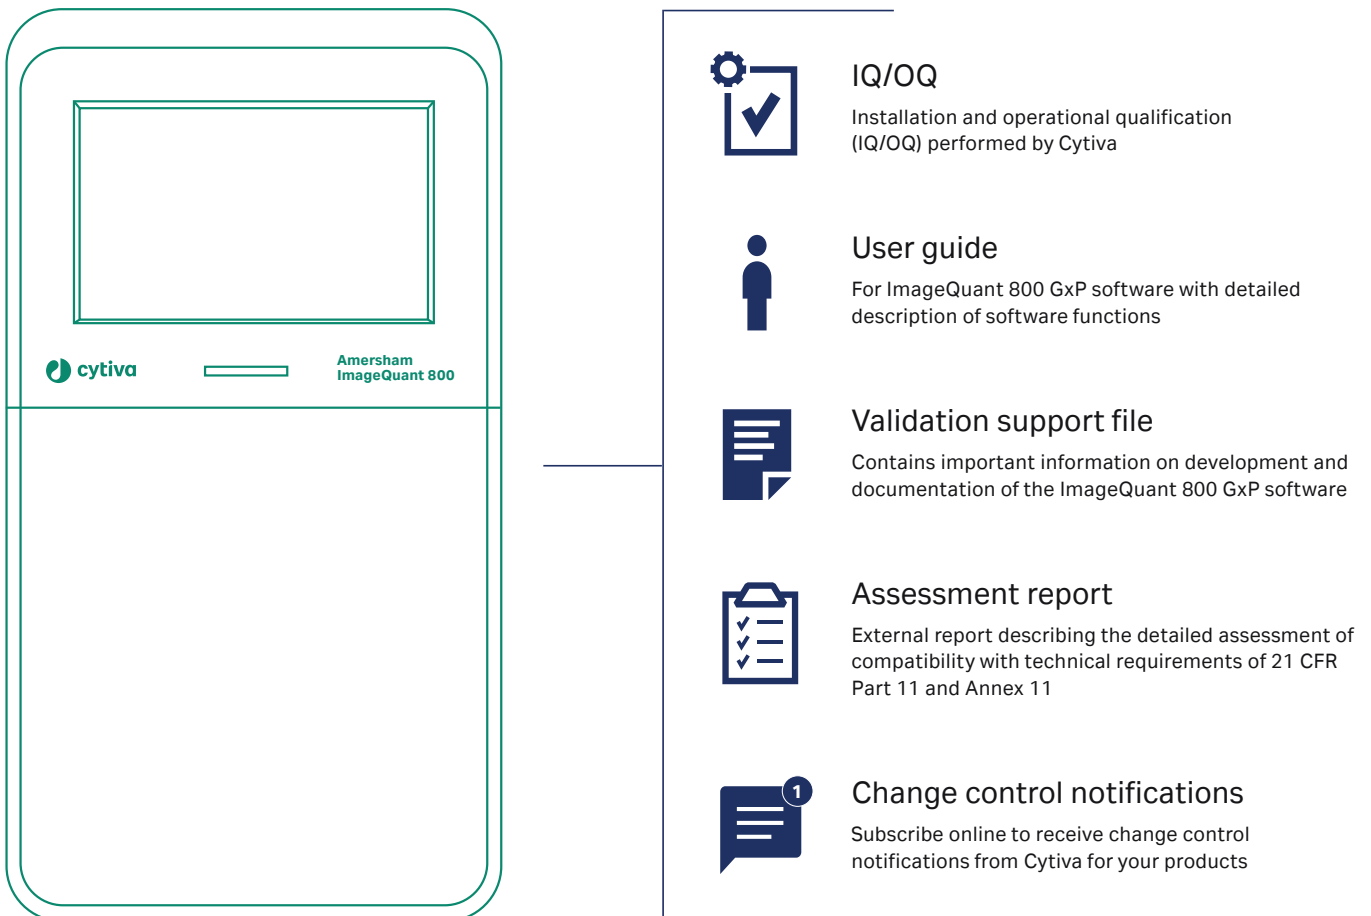 cytiva
Amersham
ImageQuant 800
IQ/OQ
Installation and operational qualification
(IQ/OQ) performed by Cytiva
User guide
For ImageQuant 800 GxP software with detailed
description of software functions
Validation support file
Contains important information on development and
documentation of the ImageQuant 800 GxP software
Assessment report
External report describing the detailed assessment of
compatibility with technical requirements of 21 CFR
Part 11 and Annex 11
1
Change control notifications
Subscribe online to receive change control
notifications from Cytiva for your products